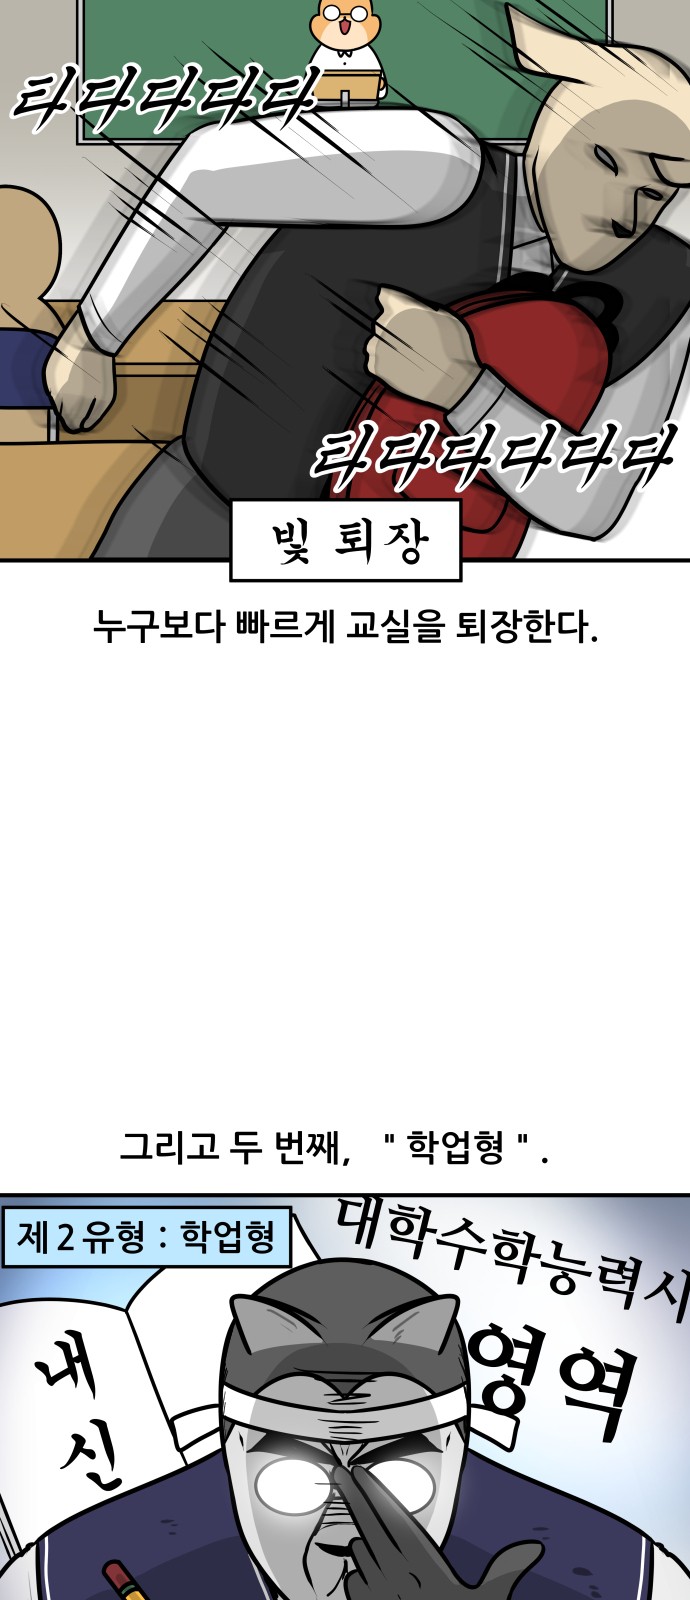 타다다다다
타다다다다다
빛 퇴장
누구보다 빠르게 교실을 퇴장한다.
그리고 두 번째, "학업형".
제 2 유형 : 학업형
대학수학능력시
영역
내
신